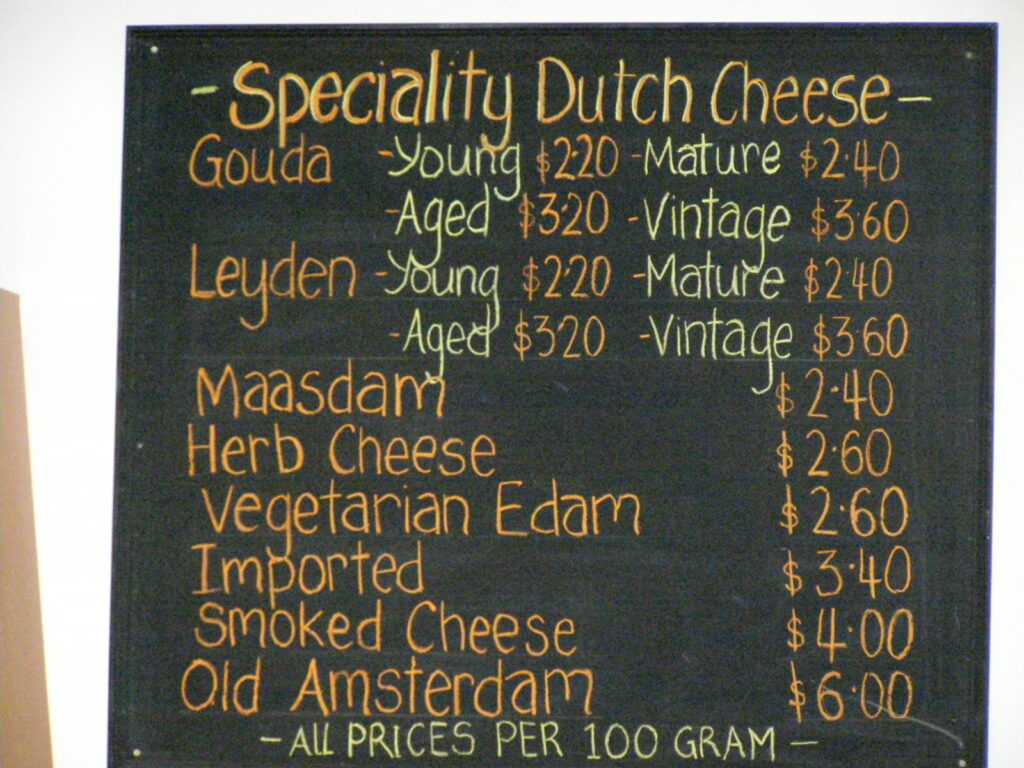 - Speciality Dutch Cheese -
Gouda - Young $2.20 - Mature $2.40
- Aged $3.20 - Vintage $3.60
Leyden - Young $2.20 - Mature $2.40
- Aged $3.20 - Vintage $3.60
Maasdam $2.40
Herb Cheese $2.60
Vegetarian Edam $2.60
Imported $3.40
Smoked Cheese $4.00
Old Amsterdam $6.00
- ALL PRICES PER 100 GRAM -